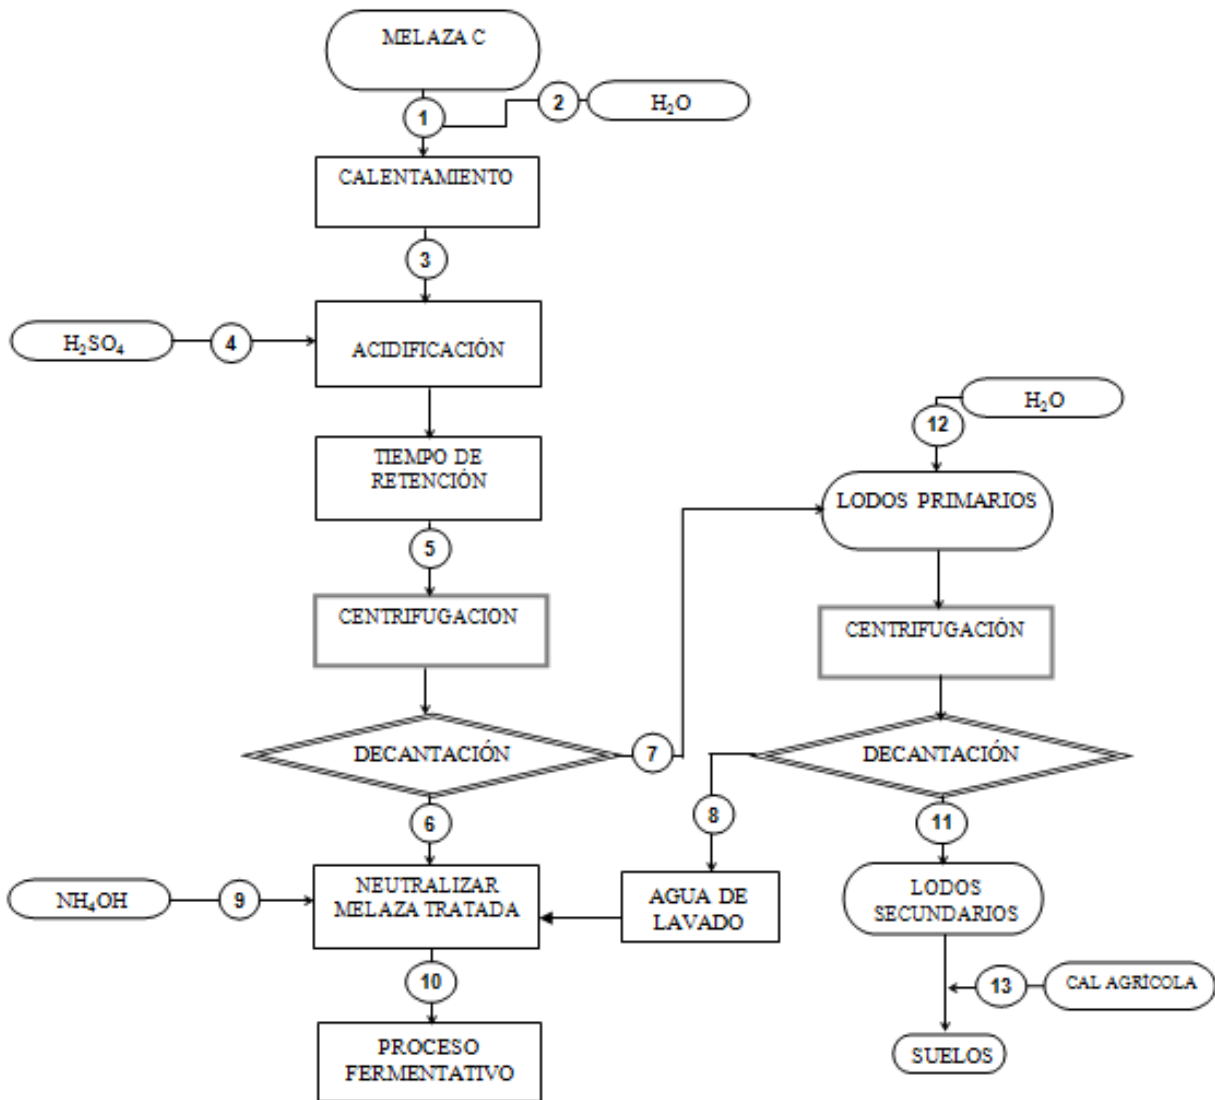 MELAZA C
1
2
H₂O
CALENTAMIENTO
3
H₂SO₄
4
ACIDIFICACIÓN
TIEMPO DE
RETENCIÓN
5
CENTRIFUGACIÓN
DECANTACIÓN
7
6
NH₄OH
9
NEUTRALIZAR
MELAZA TRATADA
10
PROCESO
FERMENTATIVO
H₂O
12
LODOS PRIMARIOS
CENTRIFUGACIÓN
DECANTACIÓN
8
AGUA DE
LAVADO
11
LODOS
SECUNDARIOS
13
CAL AGRÍCOLA
SUELOS